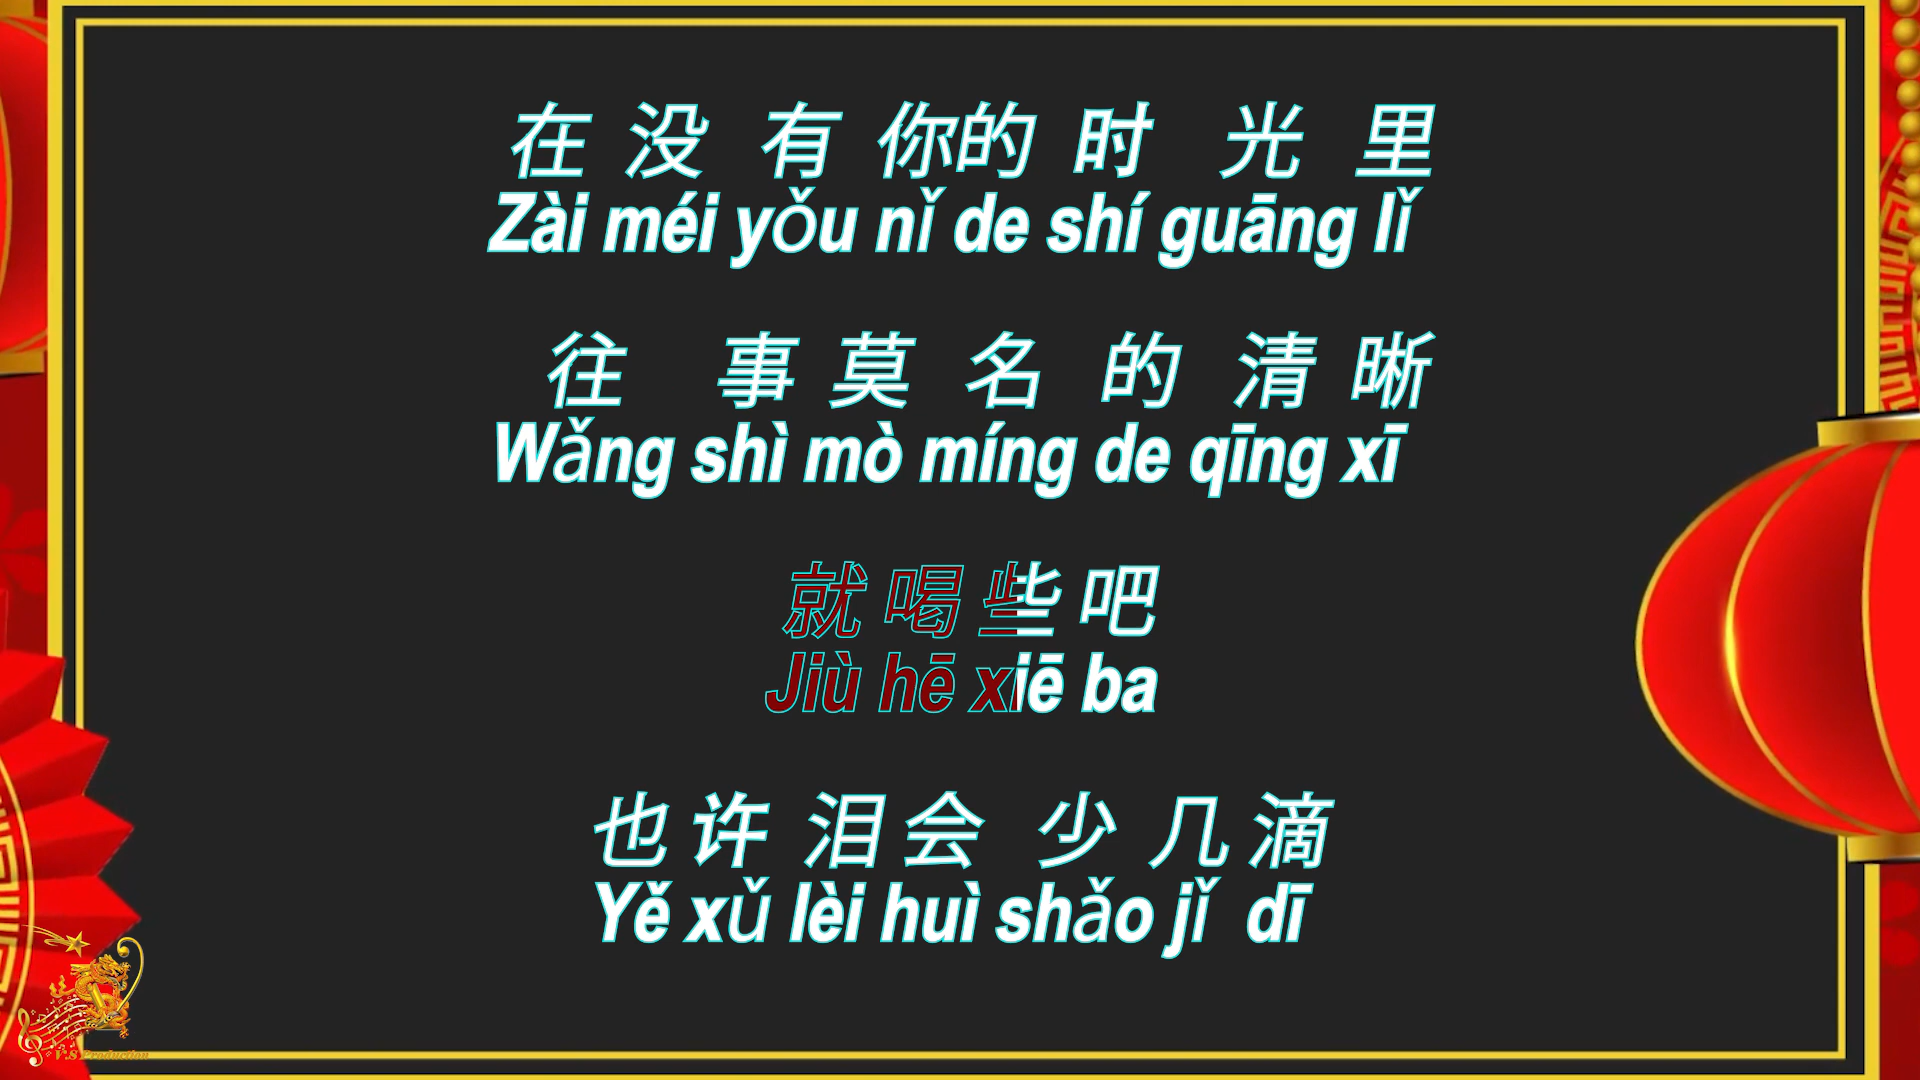 在 没 有 你的 时 光 里
Zài méi yǒu nǐ de shí guāng lǐ
往 事 莫 名 的 清 晰
Wǎng shì mò míng de qīng xī
就 喝 些 吧
Jiù hē xiē ba
也 许 泪 会 少 几 滴
Yě xǔ lèi huì shǎo jǐ dī
V.S Production